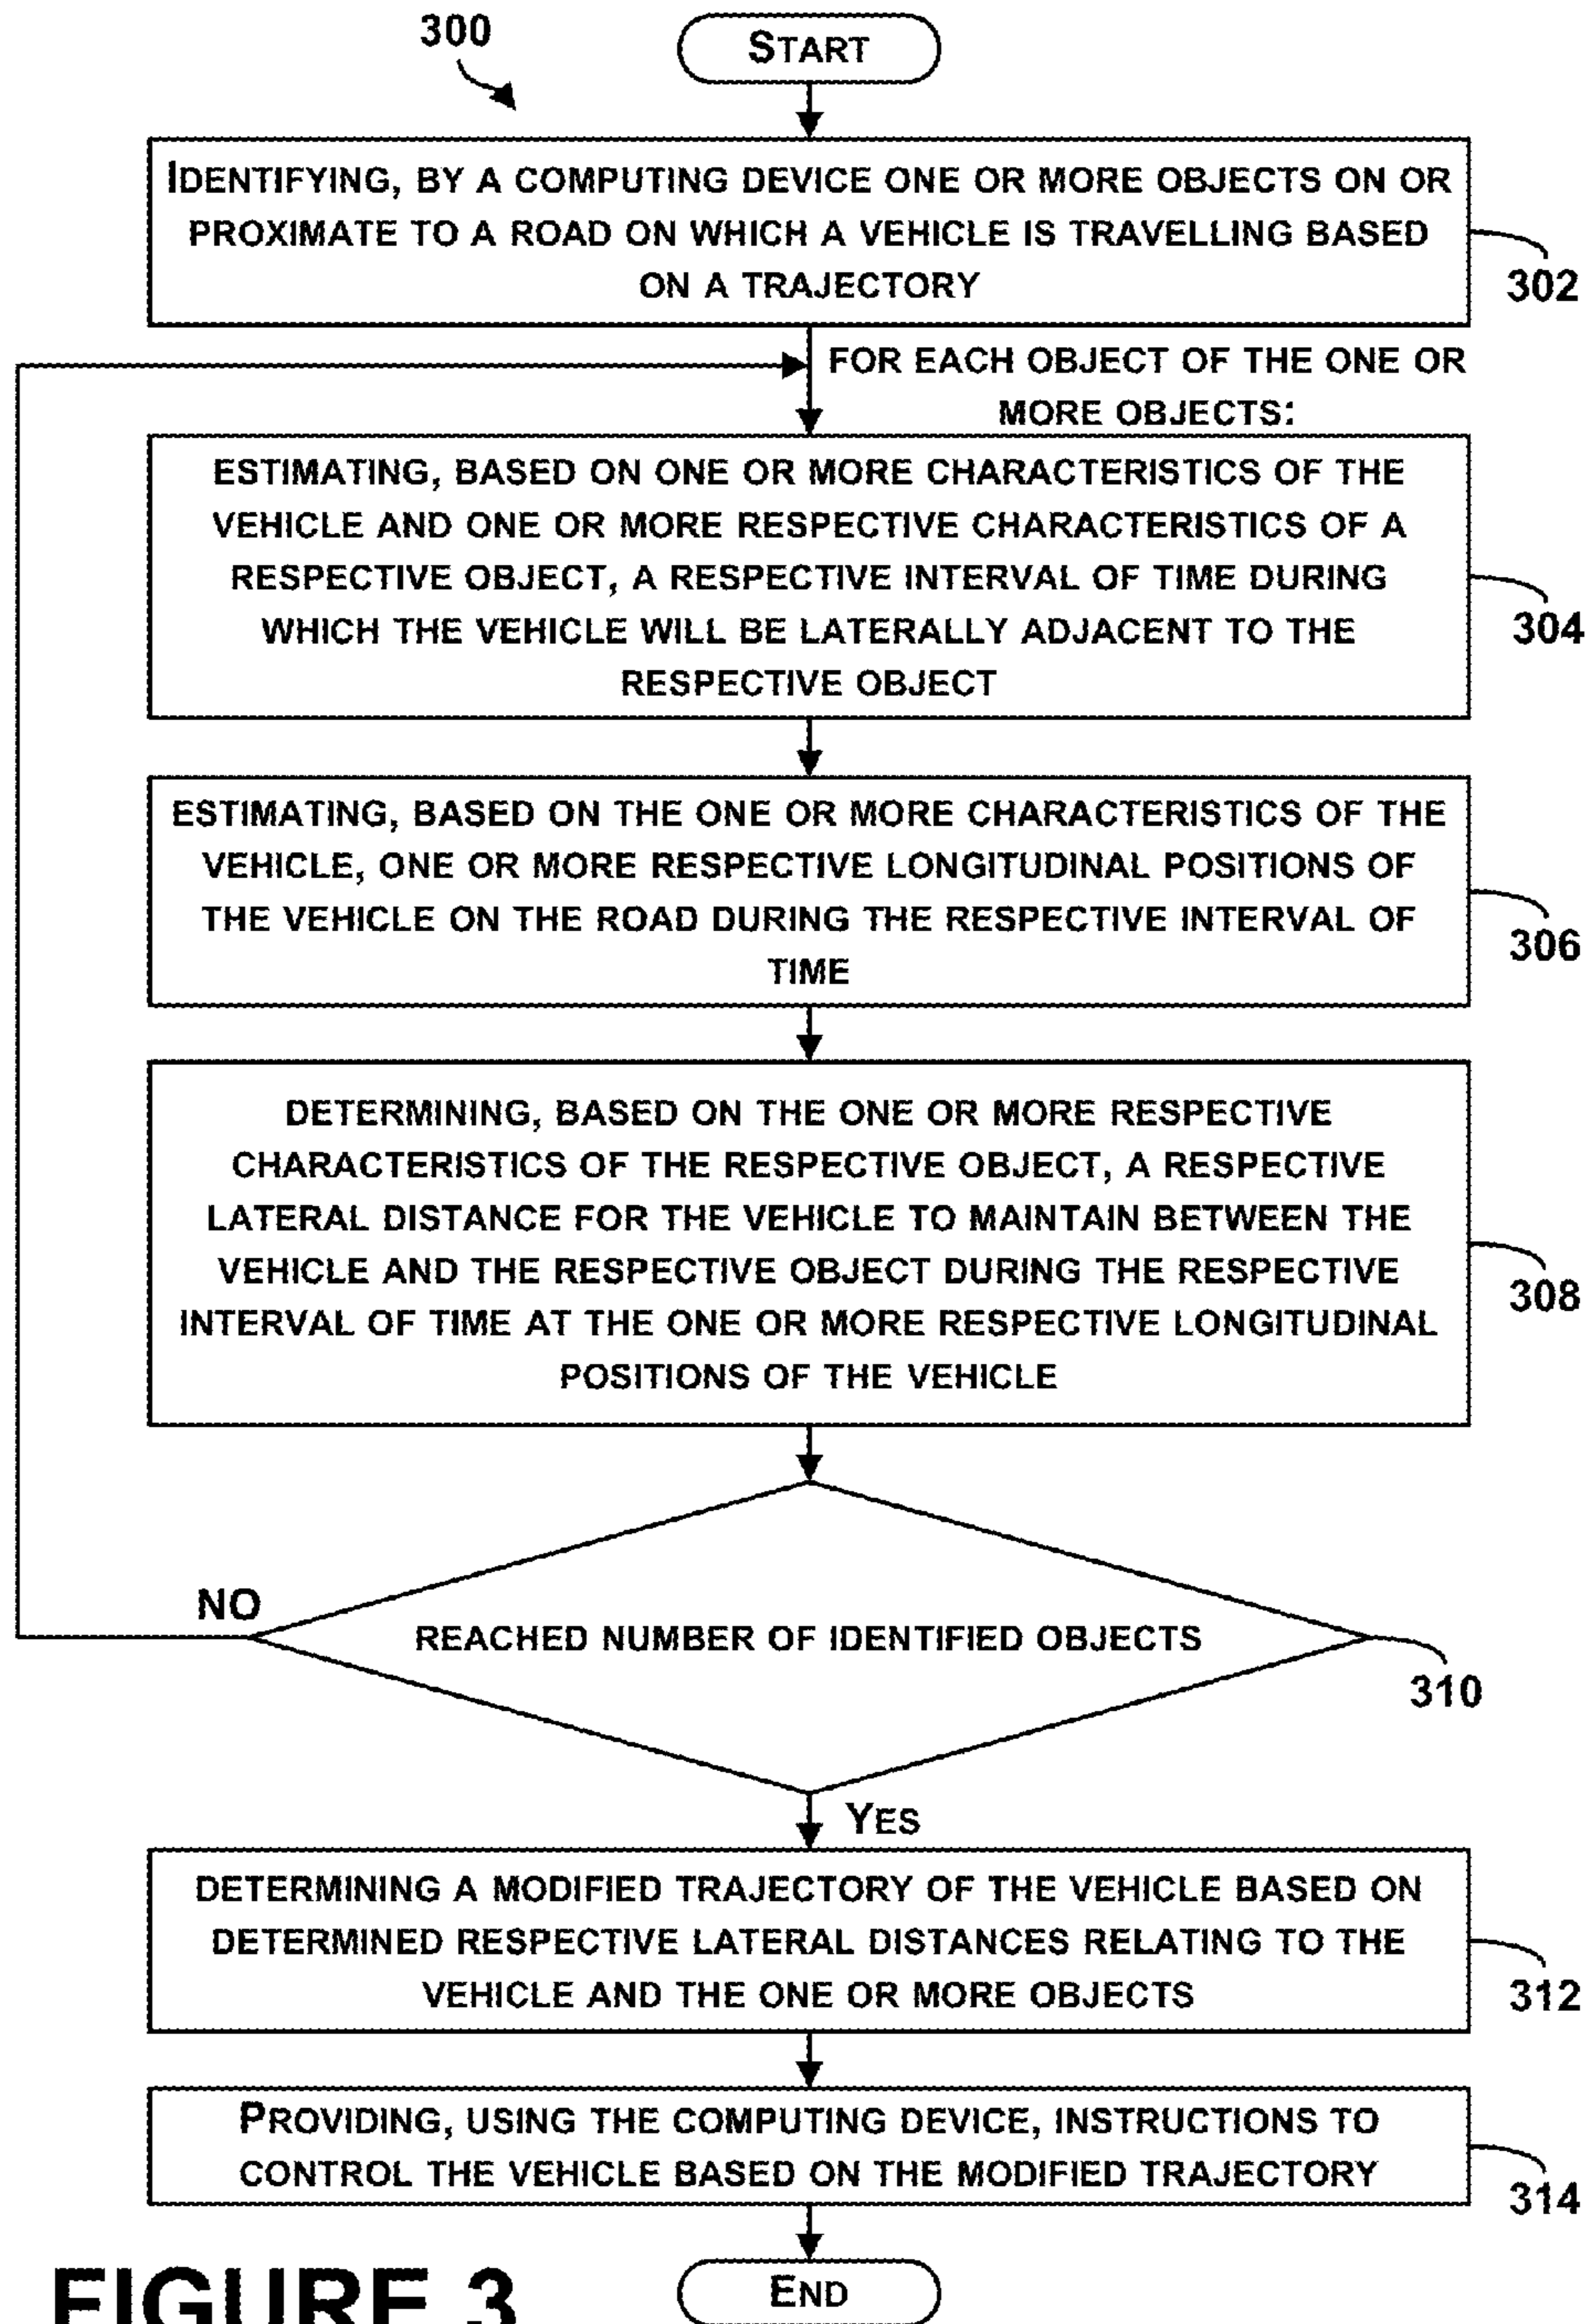 300
START
IDENTIFYING, BY A COMPUTING DEVICE ONE OR MORE OBJECTS ON OR
PROXIMATE TO A ROAD ON WHICH A VEHICLE IS TRAVELLING BASED
ON A TRAJECTORY
302
FOR EACH OBJECT OF THE ONE OR
MORE OBJECTS:
ESTIMATING, BASED ON ONE OR MORE CHARACTERISTICS OF THE
VEHICLE AND ONE OR MORE RESPECTIVE CHARACTERISTICS OF A
RESPECTIVE OBJECT, A RESPECTIVE INTERVAL OF TIME DURING
WHICH THE VEHICLE WILL BE LATERALLY ADJACENT TO THE
RESPECTIVE OBJECT
304
ESTIMATING, BASED ON THE ONE OR MORE CHARACTERISTICS OF THE
VEHICLE, ONE OR MORE RESPECTIVE LONGITUDINAL POSITIONS OF
THE VEHICLE ON THE ROAD DURING THE RESPECTIVE INTERVAL OF
TIME
306
DETERMINING, BASED ON THE ONE OR MORE RESPECTIVE
CHARACTERISTICS OF THE RESPECTIVE OBJECT, A RESPECTIVE
LATERAL DISTANCE FOR THE VEHICLE TO MAINTAIN BETWEEN THE
VEHICLE AND THE RESPECTIVE OBJECT DURING THE RESPECTIVE
INTERVAL OF TIME AT THE ONE OR MORE RESPECTIVE LONGITUDINAL
POSITIONS OF THE VEHICLE
308
NO
REACHED NUMBER OF IDENTIFIED OBJECTS
310
YES
DETERMINING A MODIFIED TRAJECTORY OF THE VEHICLE BASED ON
DETERMINED RESPECTIVE LATERAL DISTANCES RELATING TO THE
VEHICLE AND THE ONE OR MORE OBJECTS
312
PROVIDING, USING THE COMPUTING DEVICE, INSTRUCTIONS TO
CONTROL THE VEHICLE BASED ON THE MODIFIED TRAJECTORY
314
END
FIGURE 3